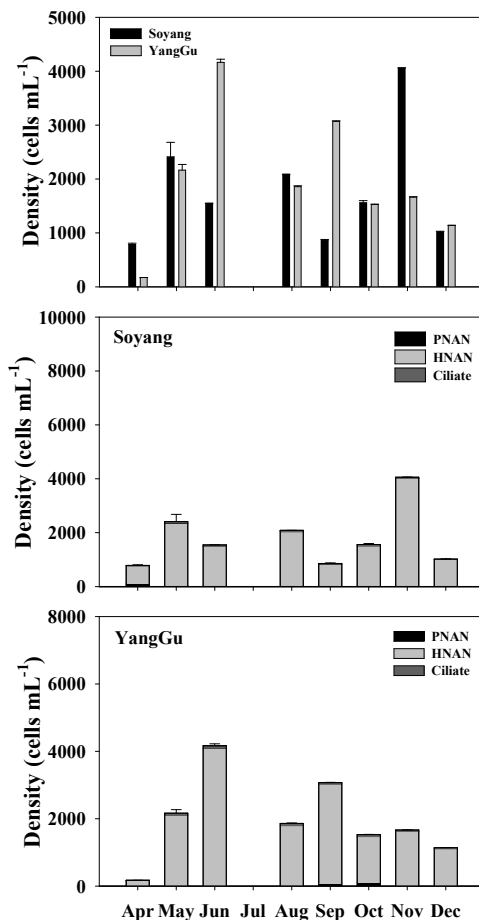 5000
4000
3000
2000
1000
0
Density (cells mL⁻¹)
Soyang
YangGu
10000
8000
6000
4000
2000
0
Density (cells mL⁻¹)
Soyang
PNAN
HNAN
Ciliate
8000
6000
4000
2000
0
Density (cells mL⁻¹)
YangGu
PNAN
HNAN
Ciliate
Apr May Jun Jul Aug Sep Oct Nov Dec